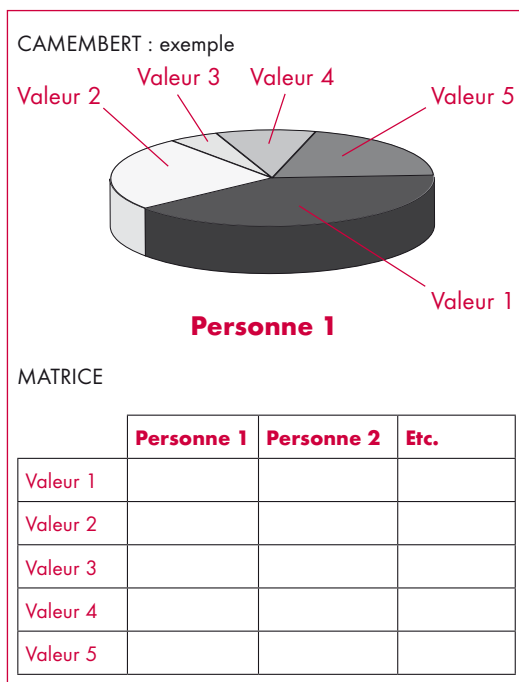 CAMEMBERT : exemple
Valeur 3 Valeur 4
Valeur 2 Valeur 5
Valeur 1
Personne 1
MATRICE
Personne 1 Personne 2 Etc.
Valeur 1
Valeur 2
Valeur 3
Valeur 4
Valeur 5